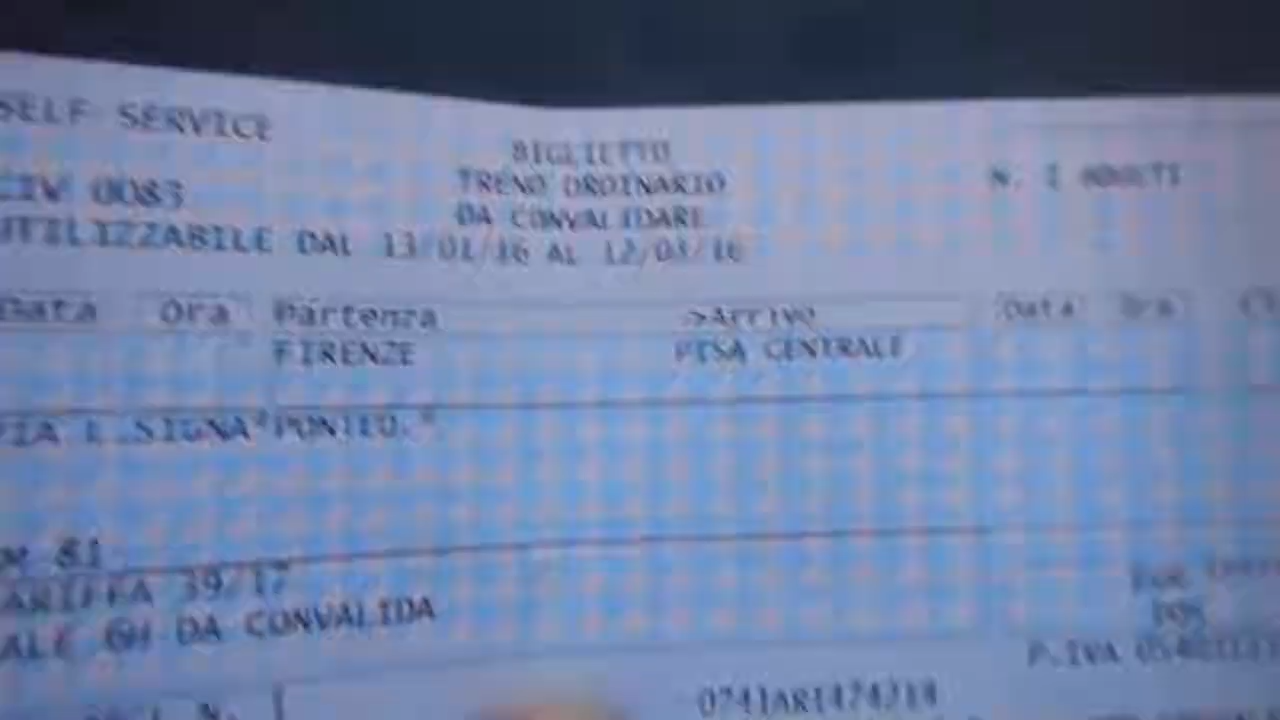 SELF SERVICE
BIGLIETTO
TRENO ORDINARIO
N. 1 ADULTI
CIV 0083
DA CONVALIDARE
UTILIZZABILE DAL 13/01/16 AL 12/03/16
Data Ora Partenza >Arrivo Data Ora
FIRENZE PISA CENTRALE
VIA L.SIGNA*PONTED.*
KM 81
TARIFFA 39/17
VALE 6H DA CONVALIDA
P.IVA
N.